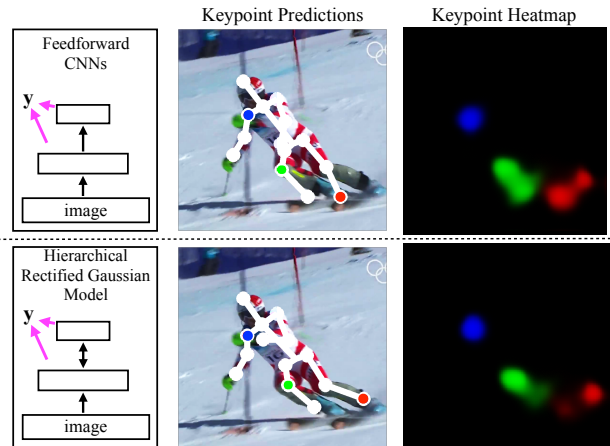 Keypoint Predictions
Keypoint Heatmap
Feedforward
CNNs
y
image
Hierarchical
Rectified Gaussian
Model
y
image